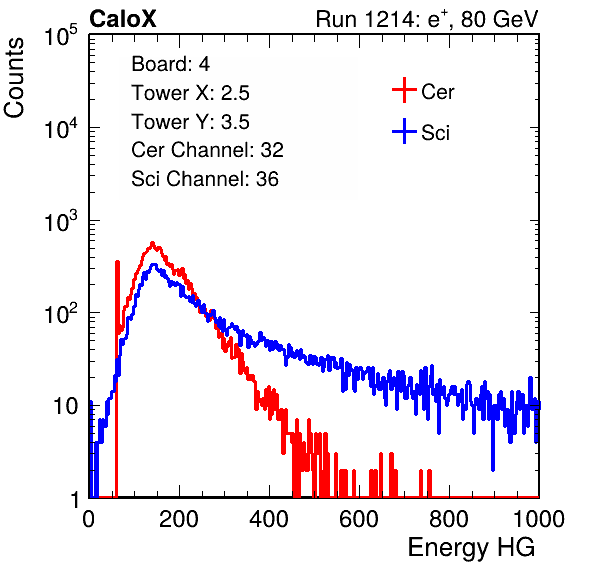 CaloX Run 1214: e⁺, 80 GeV
Counts
10⁵
Board: 4
Tower X: 2.5
Tower Y: 3.5
Cer Channel: 32
Sci Channel: 36
Cer
Sci
10⁴
10³
10²
10
1
0 200 400 600 800 1000
Energy HG